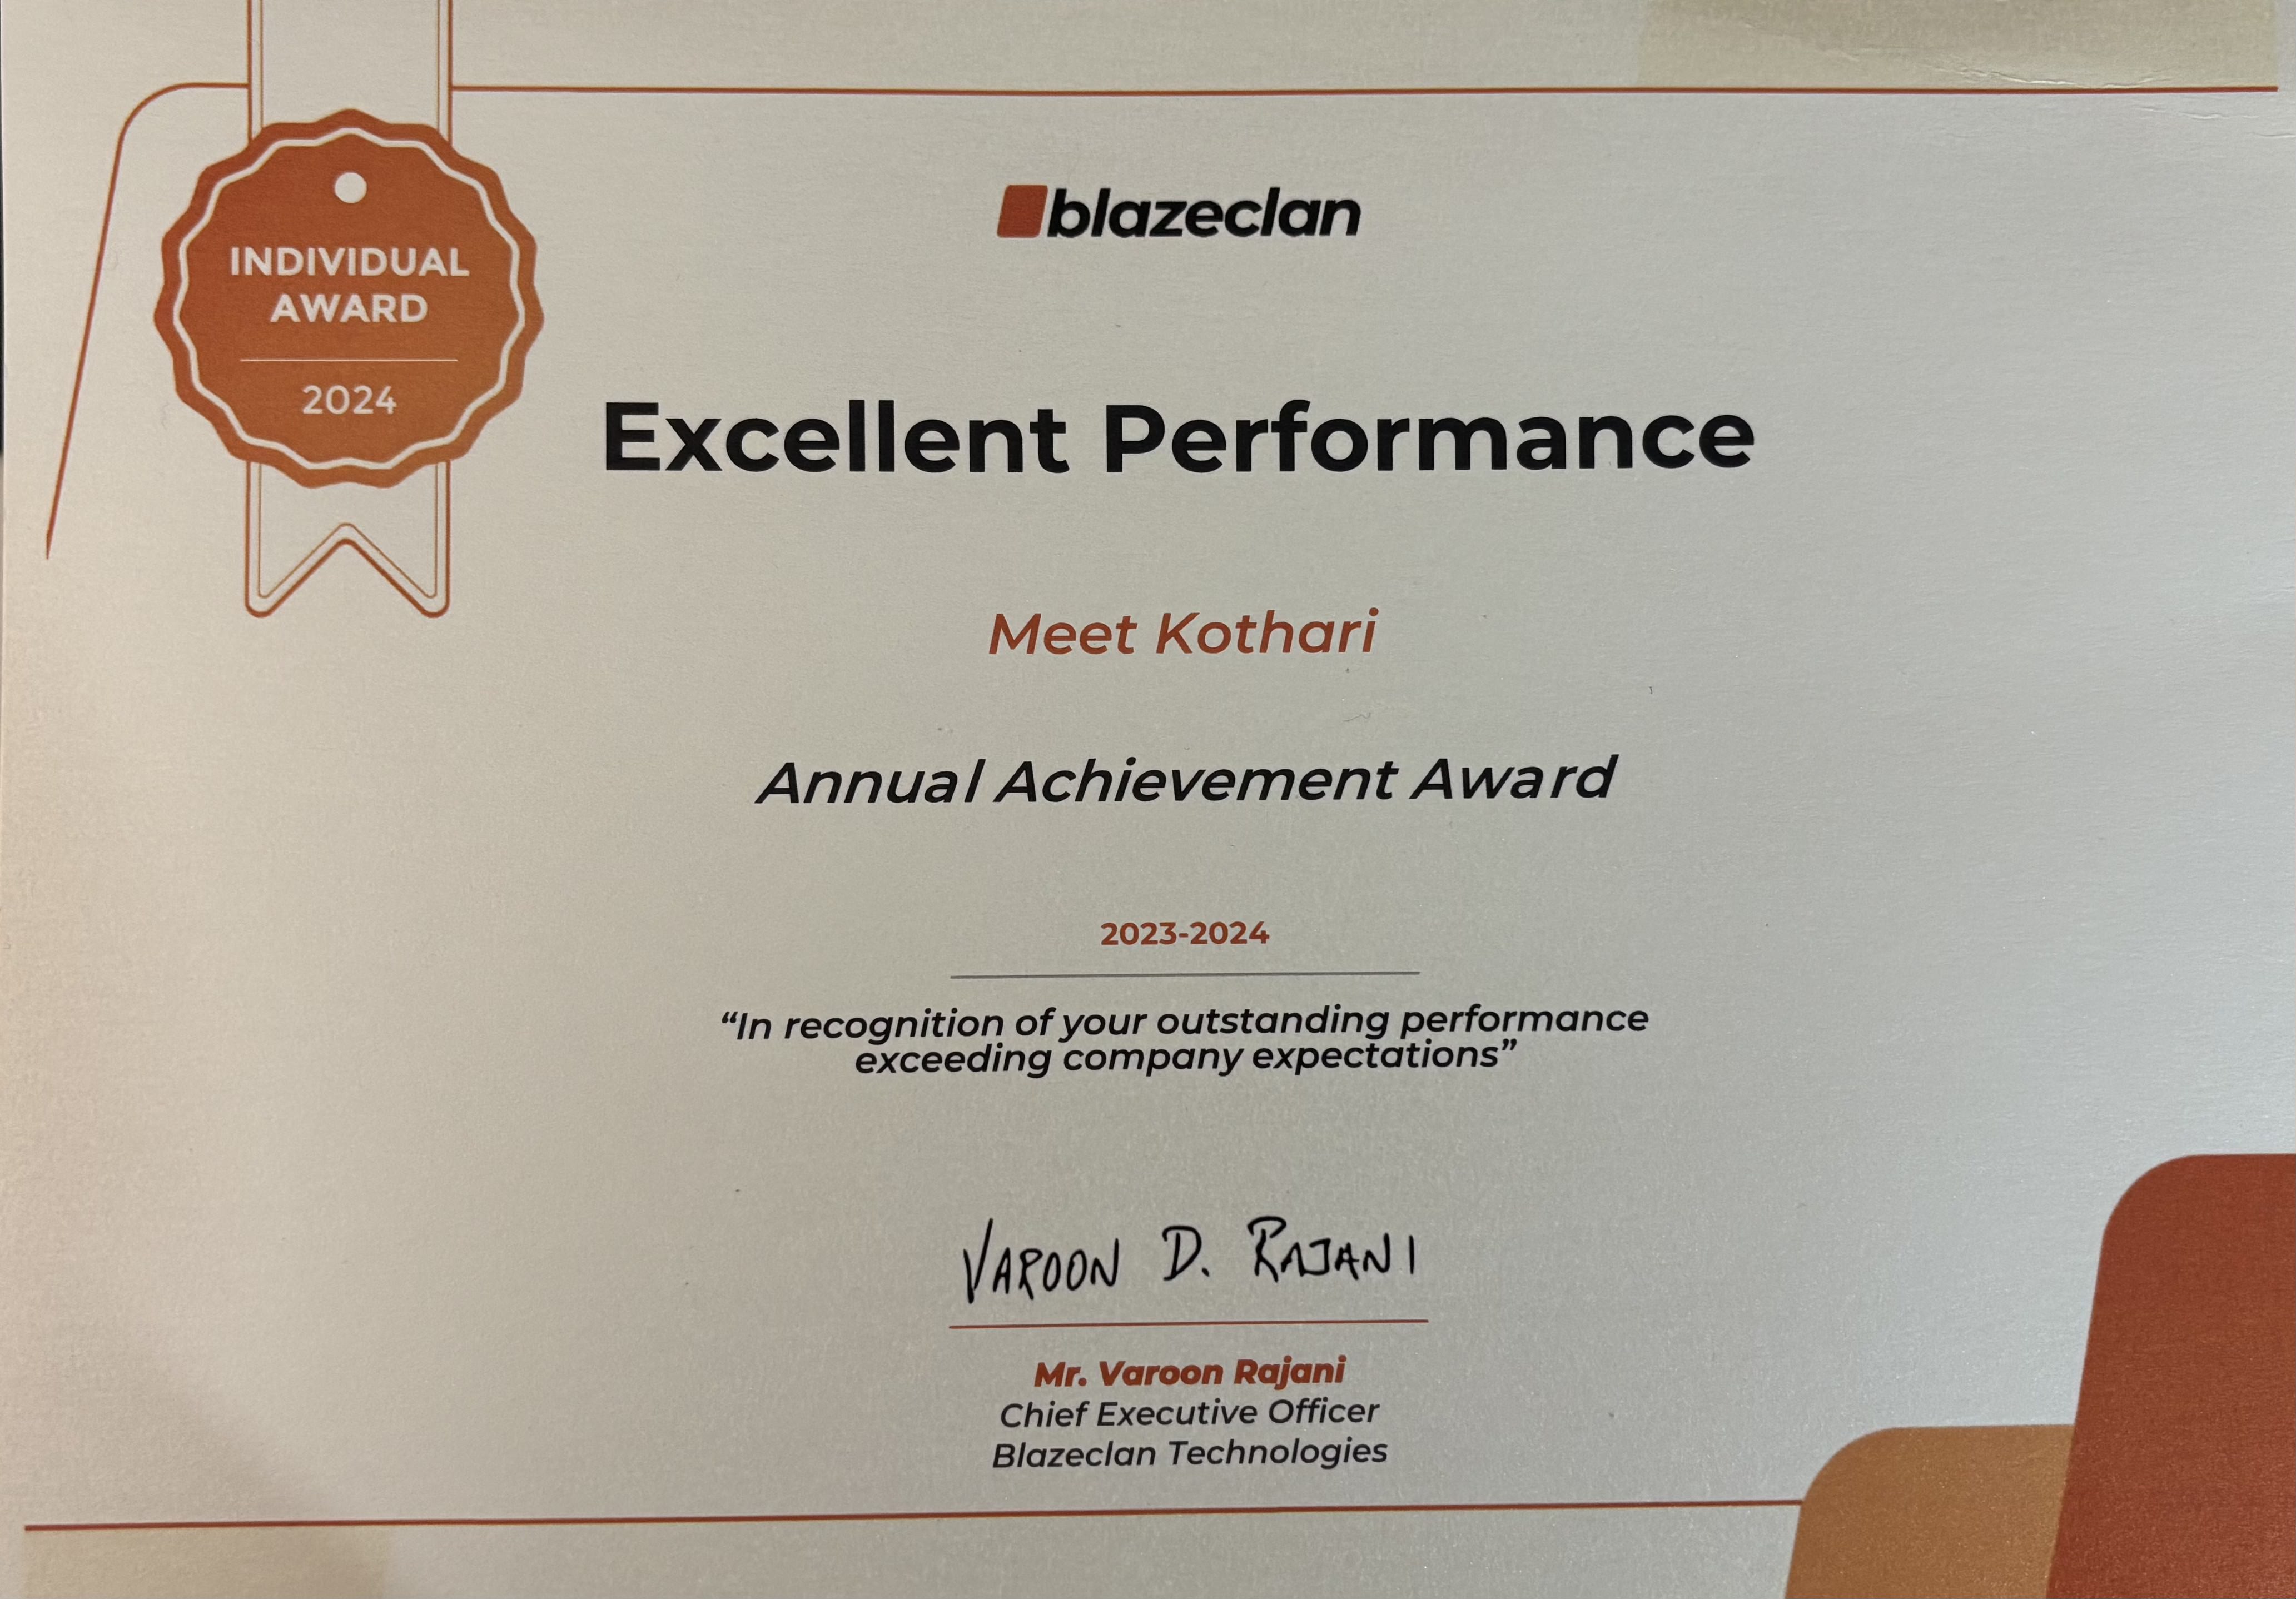 INDIVIDUAL
AWARD
2024
blazeclan
Excellent Performance
Meet Kothari
Annual Achievement Award
2023-2024
“In recognition of your outstanding performance
exceeding company expectations”
VAROON D. RAJANI
Mr. Varoon Rajani
Chief Executive Officer
Blazeclan Technologies